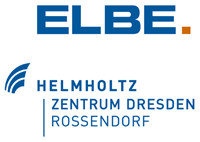 ELBE.
HELMHOLTZ
ZENTRUM DRESDEN
ROSSENDORF